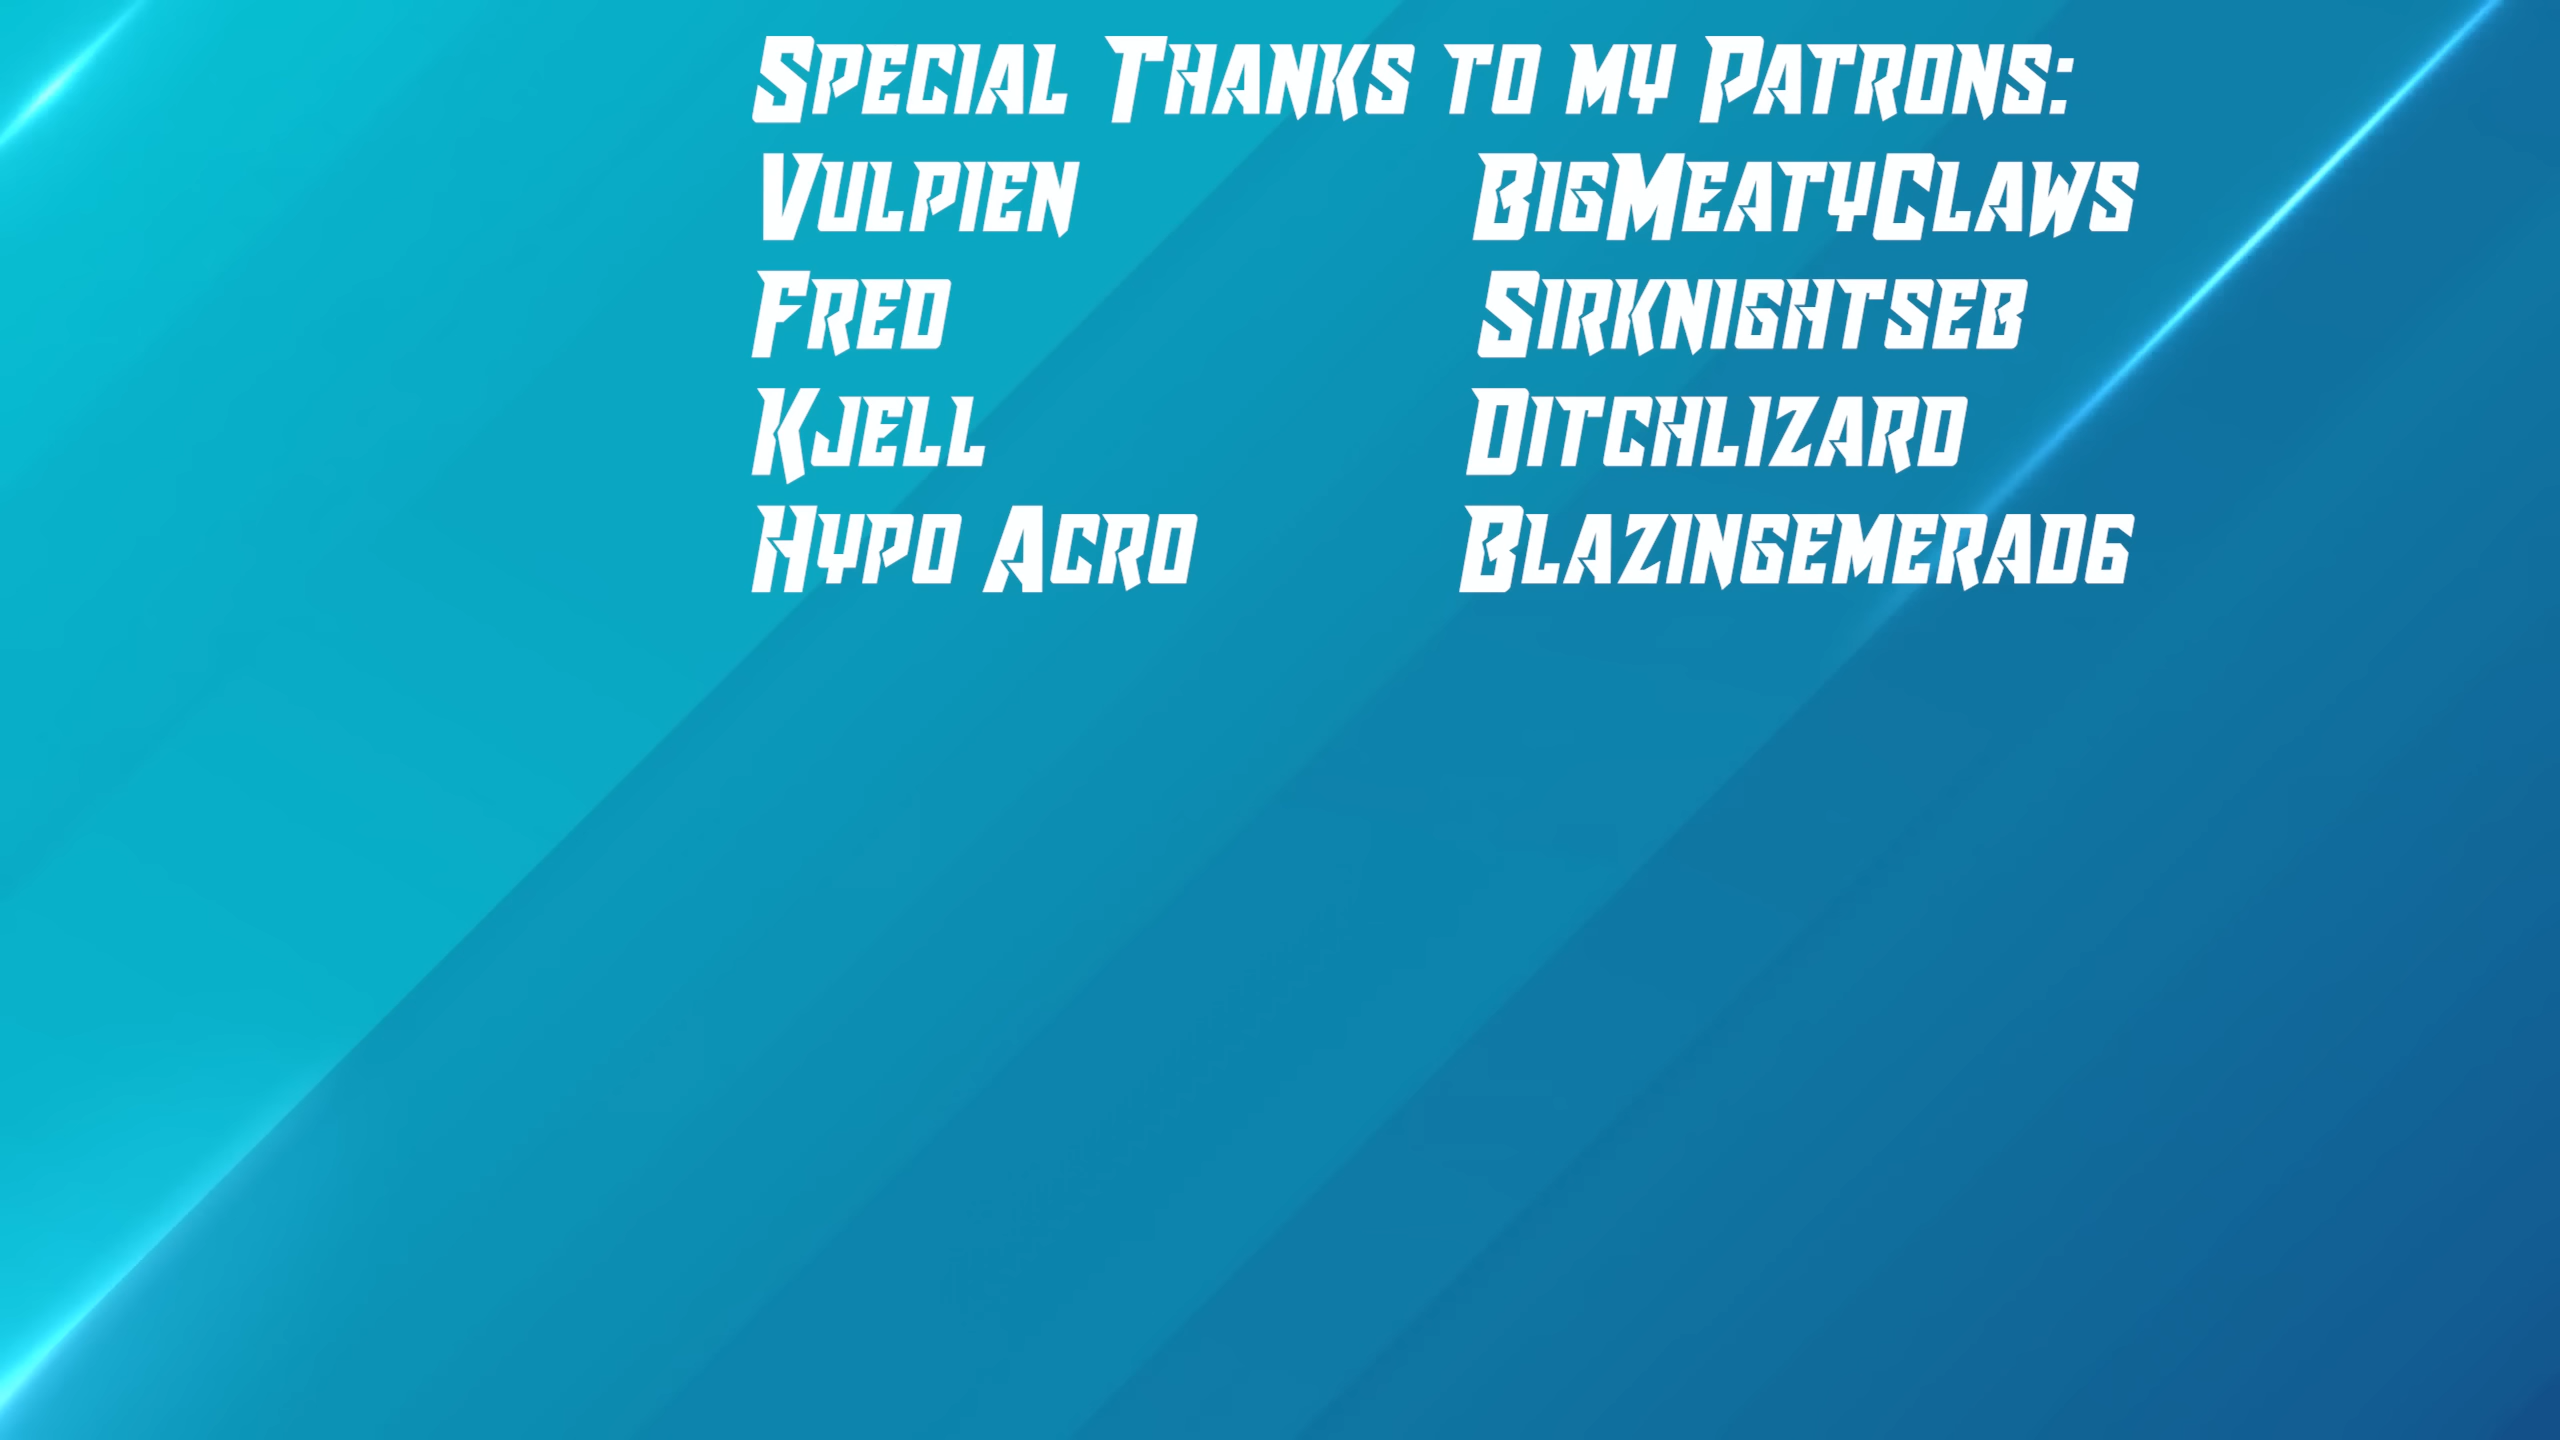 Special Thanks to my Patrons:
Vulpien BigMeatyClaws
Fred Sirknightseb
Kjell Ditchlizard
Hypo Acro Blazingemerad6